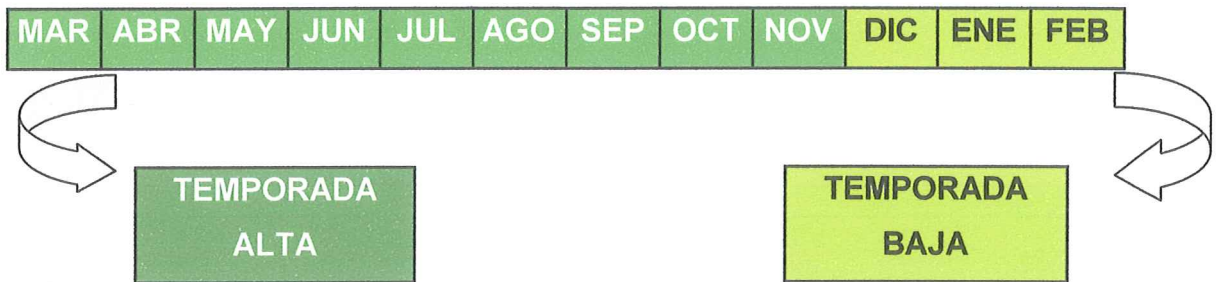 MAR ABR MAY JUN JUL AGO SEP OCT NOV DIC ENE FEB
TEMPORADA
ALTA
TEMPORADA
BAJA